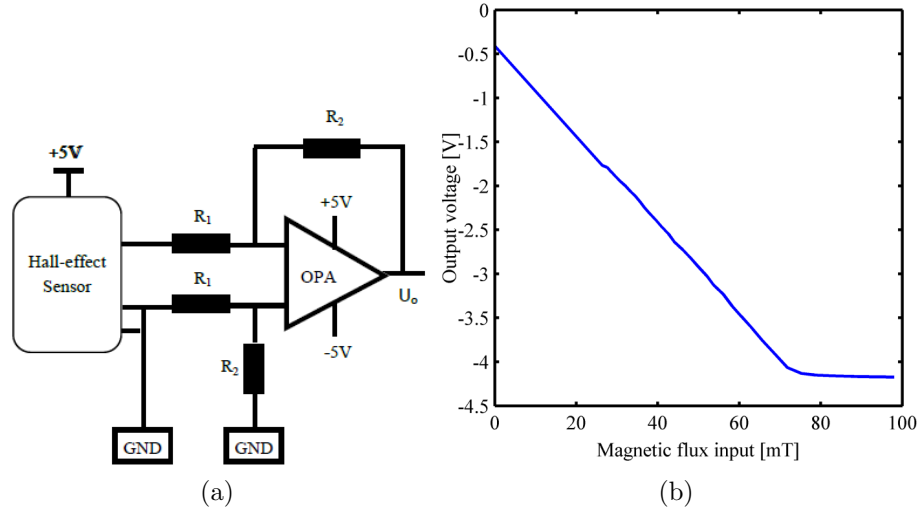 +5V
Hall-effect
Sensor
R1
R1
R2
R2
+5V
OPA
-5V
Uo
GND
GND
(a)
Output voltage [V]
0
-0.5
-1
-1.5
-2
-2.5
-3
-3.5
-4
-4.5
0
20
40
60
80
100
Magnetic flux input [mT]
(b)